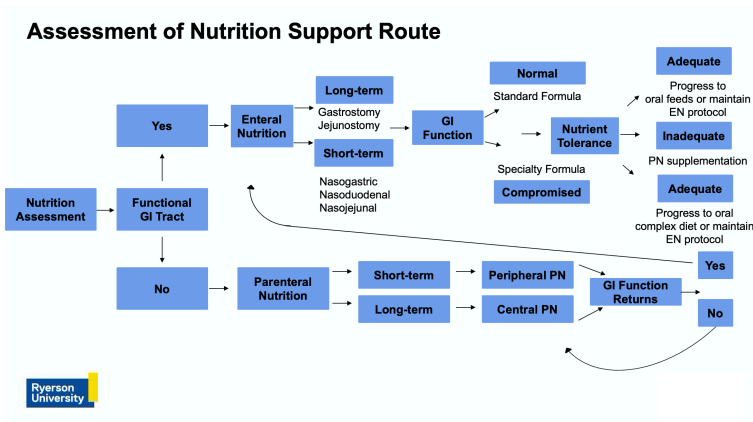 Assessment of Nutrition Support Route
Nutrition
Assessment
Functional
GI Tract
Yes
Enteral
Nutrition
Long-term
Gastrostomy
Jejunostomy
Short-term
Nasogastric
Nasoduodenal
Nasojejunal
GI
Function
Normal
Standard Formula
Specialty Formula
Compromised
Nutrient
Tolerance
Adequate
Progress to
oral feeds or maintain
EN protocol
Inadequate
PN supplementation
Adequate
Progress to oral
complex diet or maintain
EN protocol
No
Parenteral
Nutrition
Short-term
Peripheral PN
Long-term
Central PN
GI Function
Returns
Yes
No
Ryerson
University